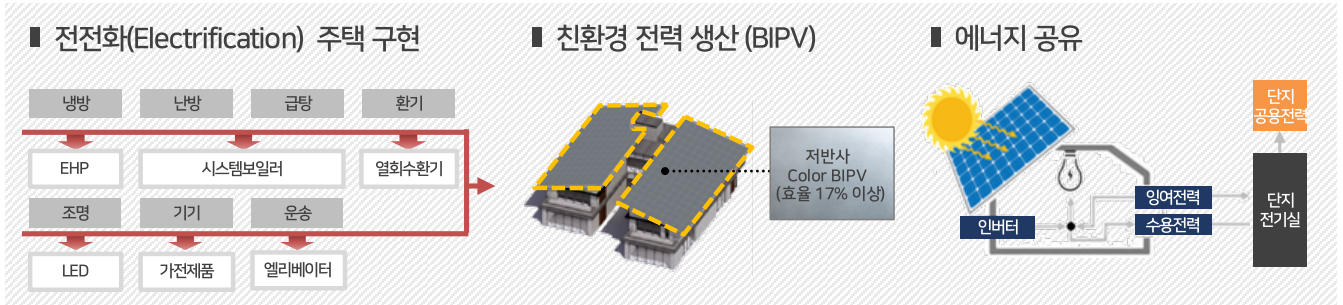 전전화(Electrification) 주택 구현
냉방 난방 급탕 환기
EHP 시스템보일러 열회수환기
조명 기기 운송
LED 가전제품 엘리베이터
친환경 전력 생산 (BIPV)
저반사
Color BIPV
(효율 17% 이상)
에너지 공유
단지
공용전력
잉여전력
인버터 수용전력
단지
전기실